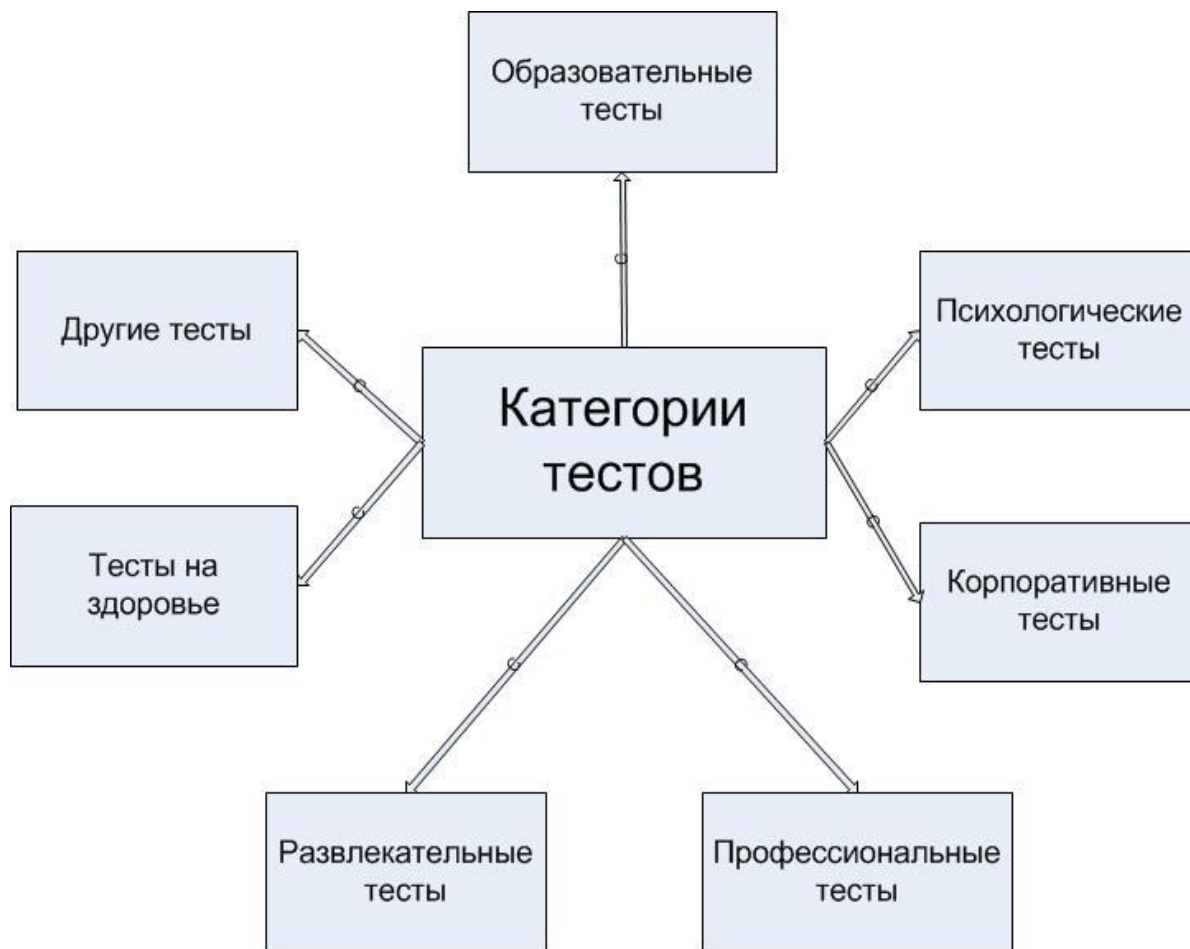 Образовательные
тесты
Другие тесты
Психологические
тесты
Категории
тестов
Тесты на
здоровье
Корпоративные
тесты
Развлекательные
тесты
Профессиональные
тесты